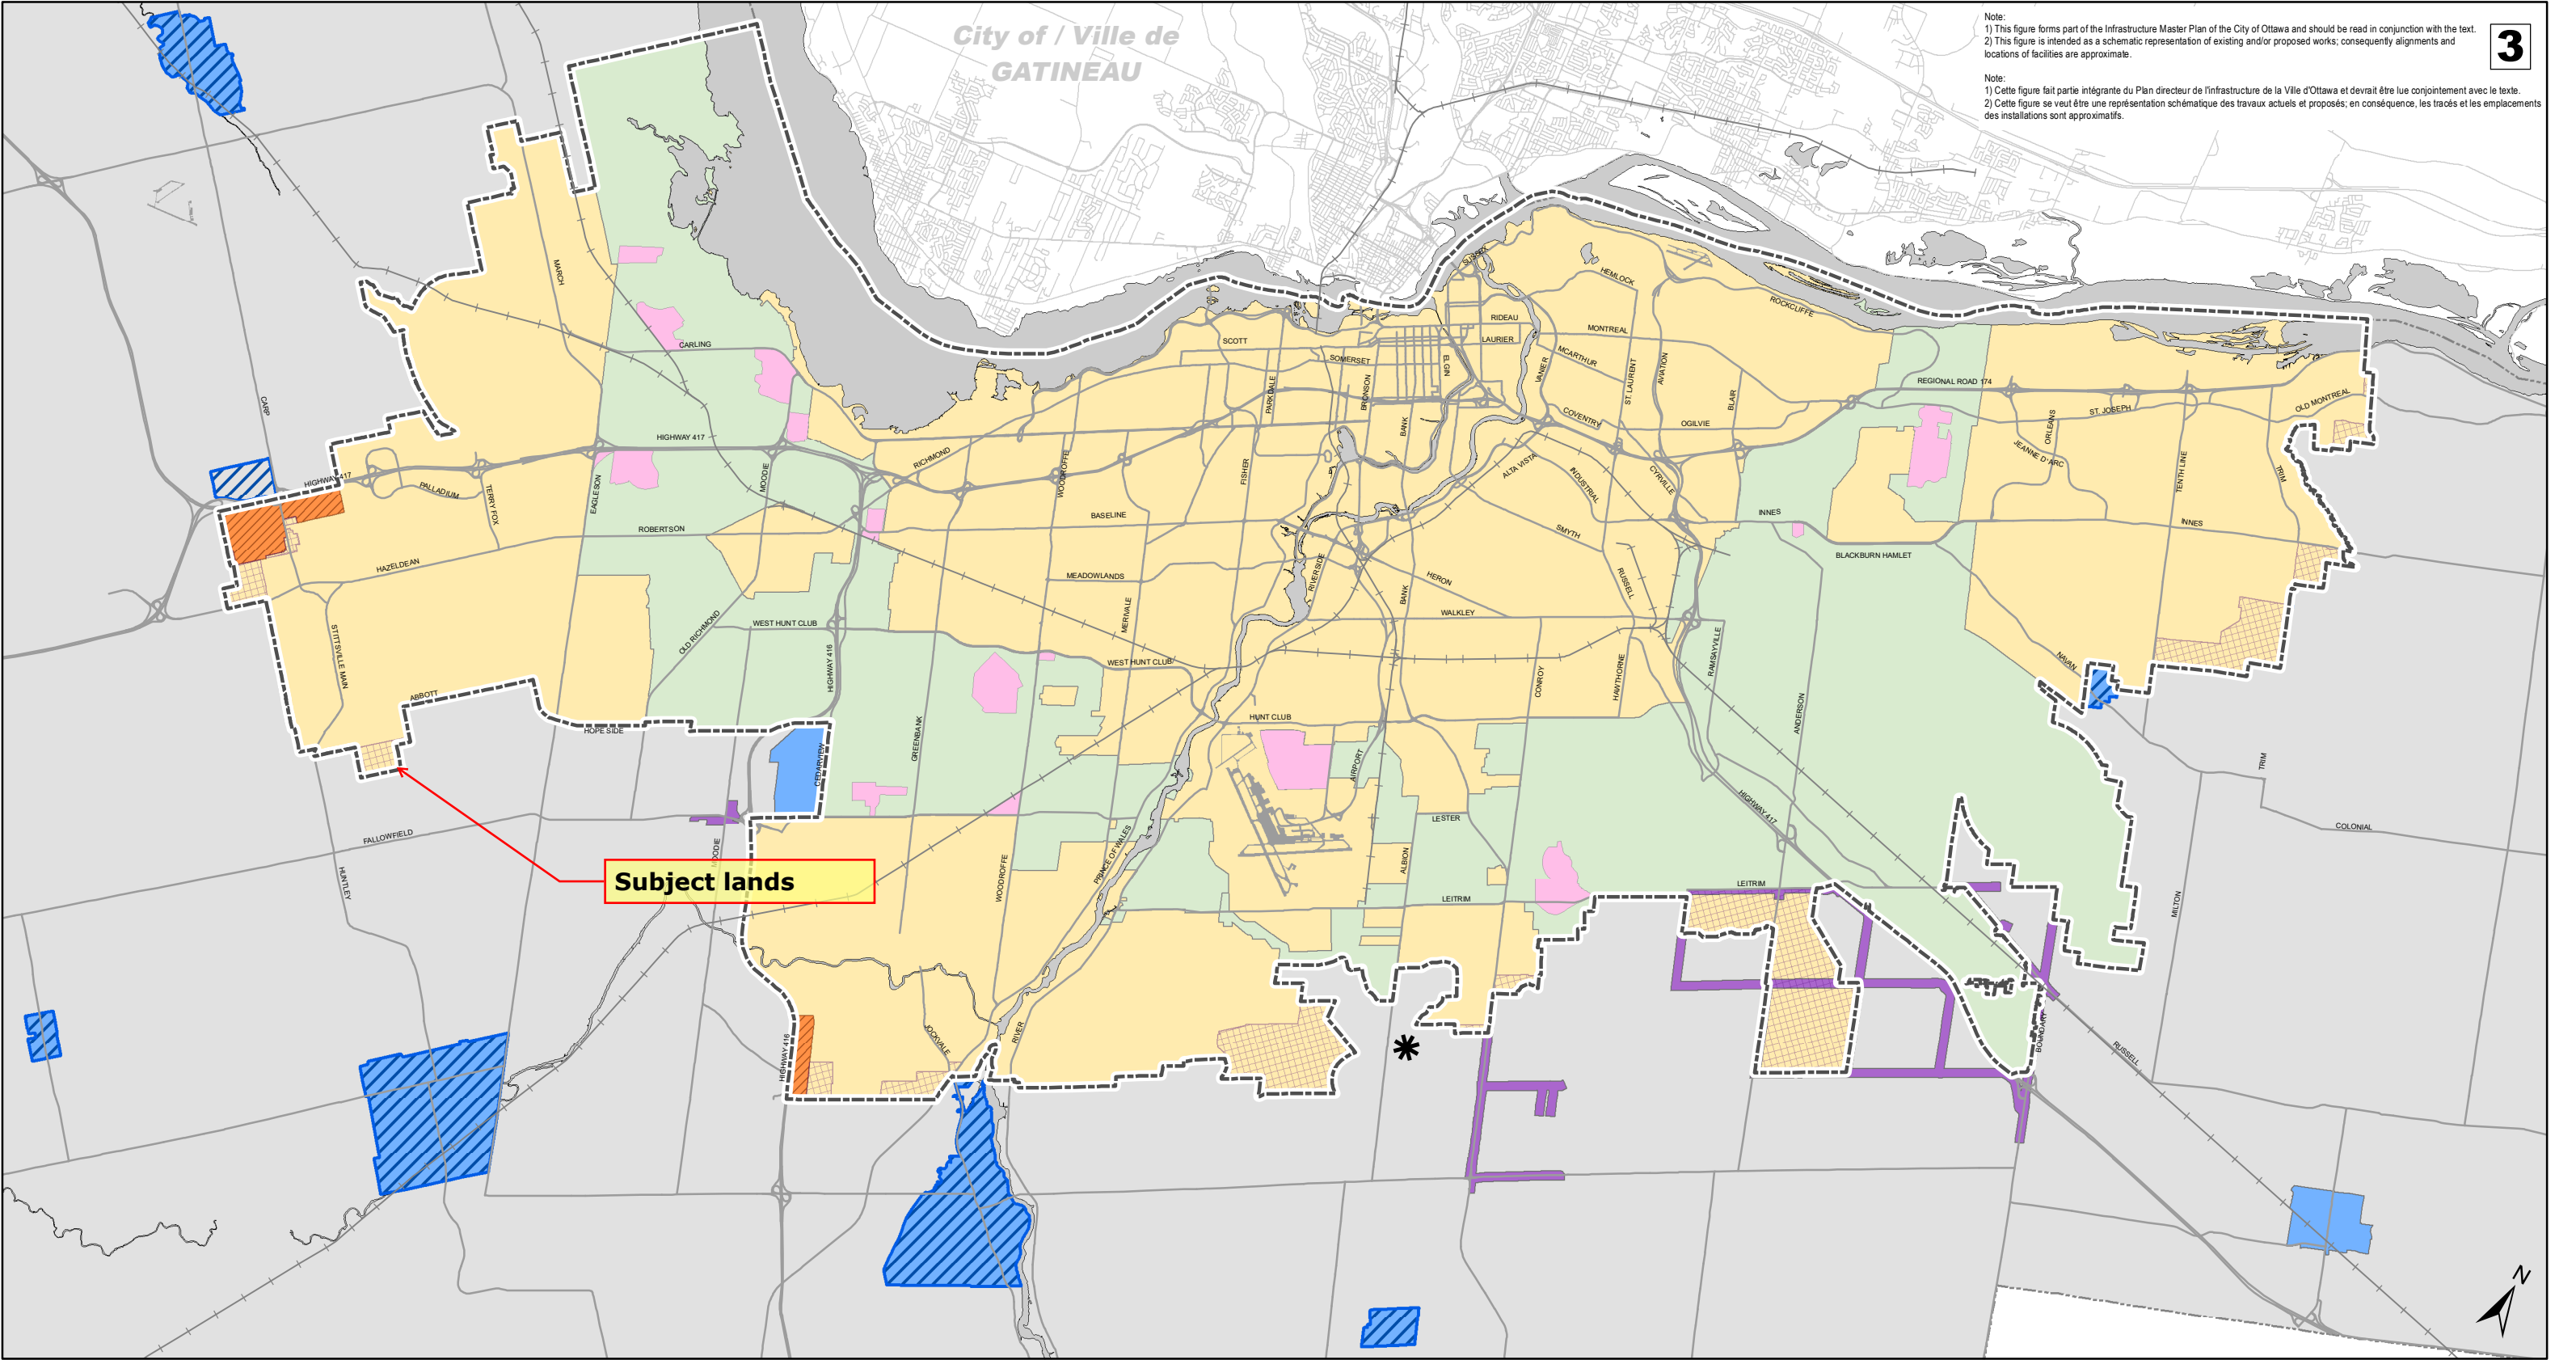 City of / Ville de
GATINEAU
Note:
1) This figure forms part of the Infrastructure Master Plan of the City of Ottawa and should be read in conjunction with the text.
2) This figure is intended as a schematic representation of existing and/or proposed works; consequently alignments and
locations of facilities are approximate.
Note:
1) Cette figure fait partie intégrante du Plan directeur de l'infrastructure de la Ville d'Ottawa et devrait être lue conjointement avec le texte.
2) Cette figure se veut être une représentation schématique des travaux actuels et proposés; en conséquence, les tracés et les emplacements
des installations sont approximatifs.
3
MARCH
CARP
CARLING
HIGHWAY 417
HIGHWAY 417
PALLADIUM
TERRY FOX
EAGLESON
MOODIE
ROBERTSON
HAZELDEAN
STITTSVILLE MAIN
ABBOTT
OLD RICHMOND
WEST HUNT CLUB
HIGHWAY 416
HOPE SIDE
CEDARVIEW
GREENBANK
FALLOWFIELD
HUNTLEY
MOODIE
Subject lands
SUSSEX
HEMLOCK
ROCKCLIFFE
RIDEAU
LAURIER
MONTREAL
MCARTHUR
SCOTT
SOMERSET
ELGIN
VANIER
ST. LAURENT
AVIATION
BLAIR
PARKDALE
BRONSON
BANK
COVENTRY
OGILVIE
RICHMOND
WOODROFFE
FISHER
ALTA VISTA
INDUSTRIAL
CYRVILLE
BASELINE
SMYTH
INNES
MEADOWLANDS
MERIVALE
RIVERSIDE
HERON
BANK
RUSSELL
WALKLEY
WEST HUNT CLUB
CONROY
HAWTHORNE
RAMSAYVILLE
ANDERSON
HUNT CLUB
AIRPORT
LESTER
HIGHWAY 417
PRINCE OF WALES
WOODROFFE
ALBION
LEITRIM
LEITRIM
REGIONAL ROAD 174
ST. JOSEPH
OLD MONTREAL
ORLEANS
JEANNE D'ARC
TENTH LINE
TRIM
INNES
BLACKBURN HAMLET
NAVAN
TRIM
COLONIAL
MILTON
BOUNDARY
RUSSELL
HIGHWAY 416
JOCKVALE
RIVER
N